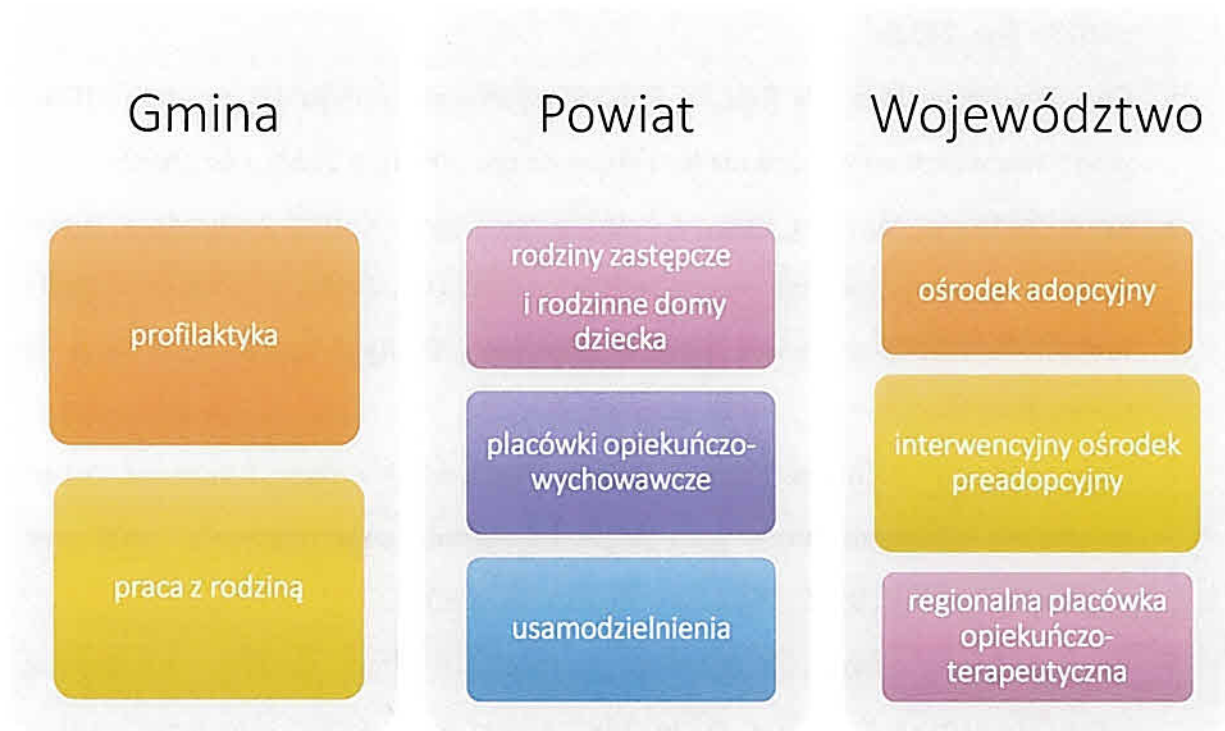 Gmina
profilaktyka
praca z rodziną
Powiat
rodziny zastępcze
i rodzinne domy
dziecka
placówki opiekuńczo-
wychowawcze
usamodzielnienia
Województwo
ośrodek adopcyjny
interwencyjny ośrodek
preadopcyjny
regionalna placówka
opiekuńczo-
terapeutyczna